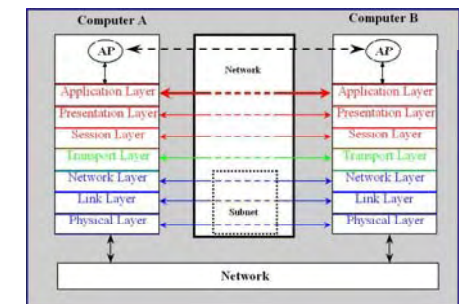 Computer A
Computer B
AP
AP
Network
Application Layer
Application Layer
Presentation Layer
Presentation Layer
Session Layer
Session Layer
Transport Layer
Transport Layer
Network Layer
Network Layer
Link Layer
Link Layer
Subnet
Physical Layer
Physical Layer
Network